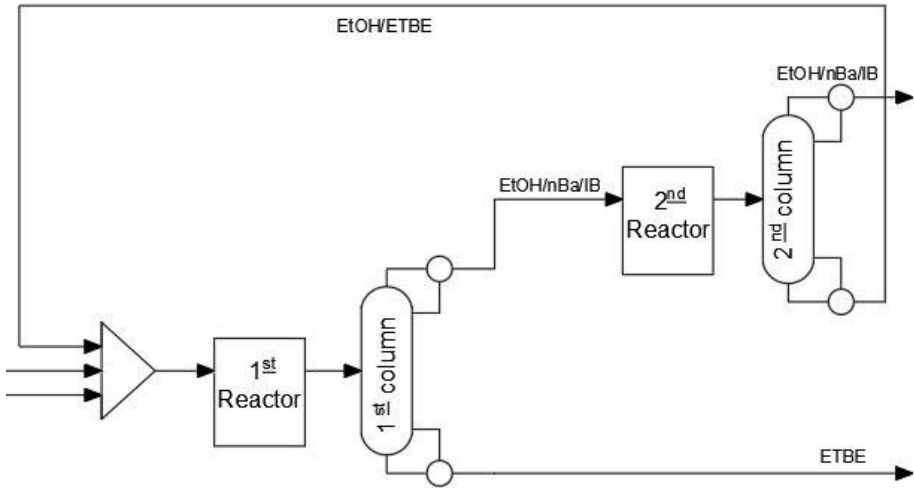 EtOH/ETBE
EtOH/nBa/IB
EtOH/nBa/IB
2nd
Reactor
2nd column
1st
Reactor
1st column
ETBE